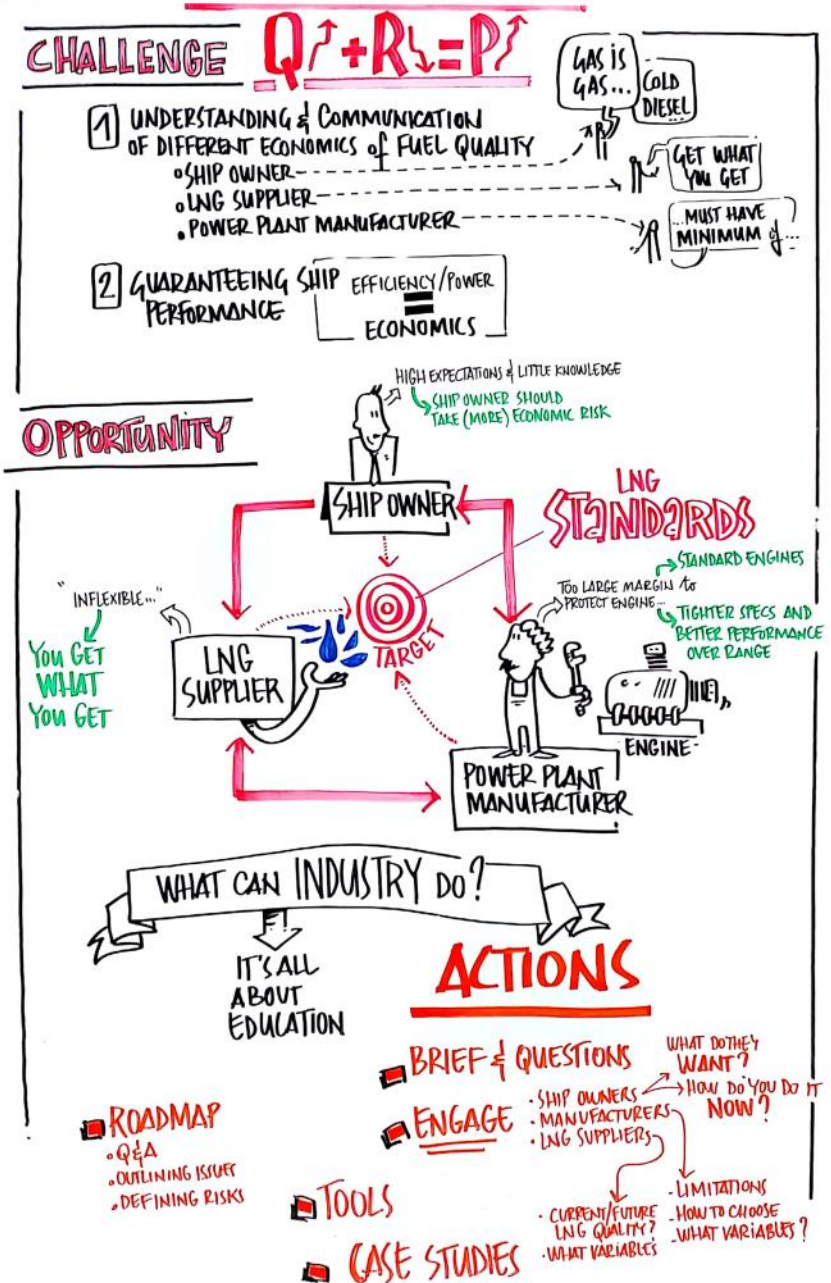 CHALLENGE
Q+R=P
1 UNDERSTANDING & COMMUNICATION
OF DIFFERENT ECONOMICS of FUEL QUALITY
• SHIP OWNER
• LNG SUPPLIER
• POWER PLANT MANUFACTURER
GAS iS
GAS...
COLD
DIESEL
GET WHAT
YOU GET
...MUST HAVE
MINIMUM of...
2 GUARANTEEING SHIP
PERFORMANCE
EFFICIENCY/POWER
=
ECONOMICS
OPPORTUNITY
HIGH EXPECTATIONS & LITTLE KNOWLEDGE
SHIP OWNER SHOULD
TAKE (MORE) ECONOMIC RISK
SHIP OWNER
LNG
STANDARDS
STANDARD ENGINES
TOO LARGE MARGIN to
PROTECT ENGINE...
TIGHTER SPECS AND
BETTER PERFORMANCE
OVER RANGE
"INFLEXIBLE..."
YOU GET
WHAT
YOU GET
LNG
SUPPLIER
TARGET
-ENGINE-
POWER PLANT
MANUFACTURER
WHAT CAN INDUSTRY DO?
IT'S ALL
ABOUT
EDUCATION
ACTIONS
BRIEF & QUESTIONS
ENGAGE
• SHIP OWNERS
• MANUFACTURERS
• LNG SUPPLIERS
WHAT DO THEY
WANT?
HOW DO YOU DO IT
NOW?
ROADMAP
• Q&A
• OUTLINING ISSUES
• DEFINING RISKS
TOOLS
• CURRENT/FUTURE
LNG QUALITY?
• WHAT VARIABLES
• LIMITATIONS
• HOW TO CHOOSE
• WHAT VARIABLES?
CASE STUDIES